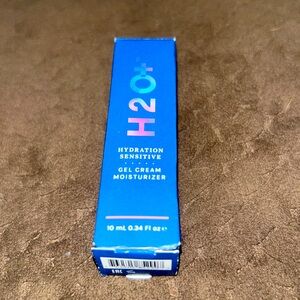 H2O+
HYDRATION
SENSITIVE
GEL CREAM
MOISTURIZER
10 mL 0.34 Fl oz e